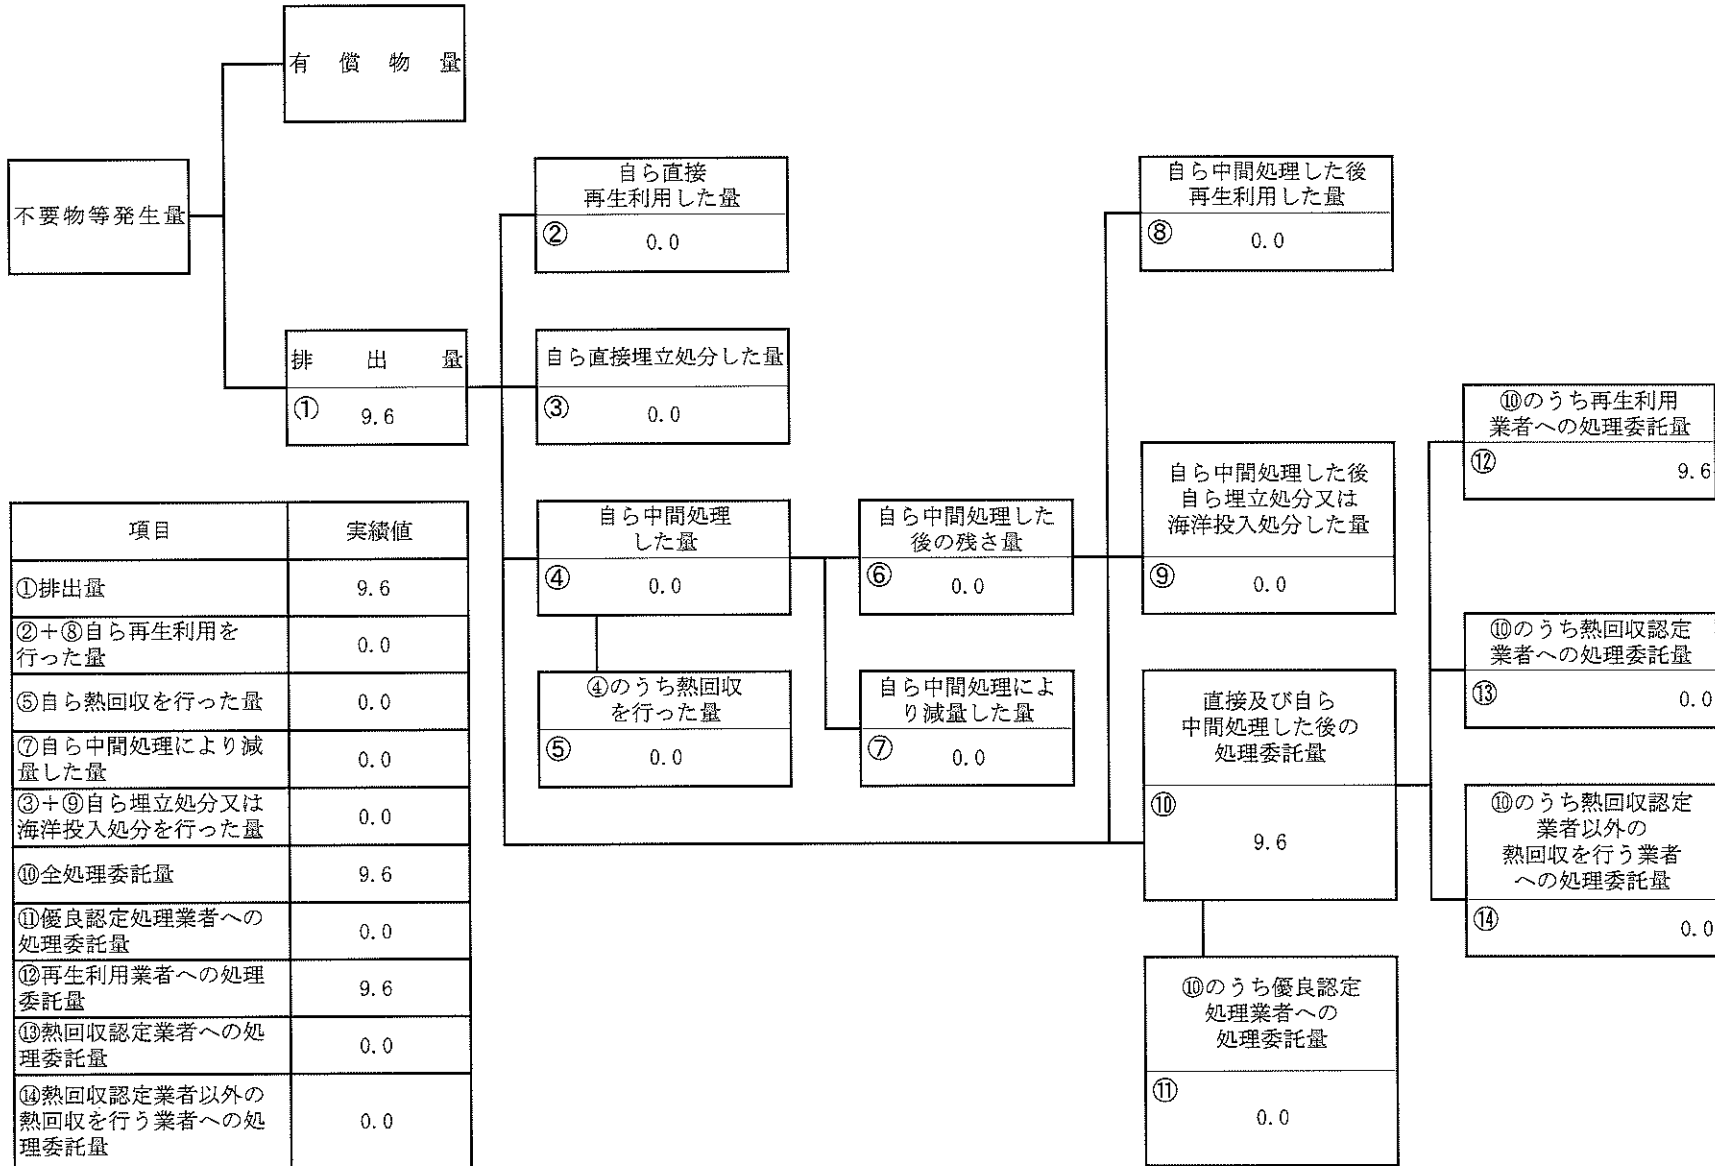 有償物量
不要物等発生量
自ら直接
再生利用した量
② 0.0
自ら中間処理した後
再生利用した量
⑧ 0.0
排出量
① 9.6
自ら直接埋立処分した量
③ 0.0
⑩のうち再生利用
業者への処理委託量
⑫ 9.6
自ら中間処理した後
自ら埋立処分又は
海洋投入処分した量
⑨ 0.0
自ら中間処理
した量
④ 0.0
自ら中間処理した
後の残さ量
⑥ 0.0
⑩のうち熱回収認定
業者への処理委託量
⑬ 0.0
④のうち熱回収
を行った量
⑤ 0.0
自ら中間処理によ
り減量した量
⑦ 0.0
直接及び自ら
中間処理した後の
処理委託量
⑩
9.6
⑩のうち熱回収認定
業者以外の
熱回収を行う業者
への処理委託量
⑭ 0.0
⑩のうち優良認定
処理業者への
処理委託量
⑪
0.0
項目 実績値
①排出量 9.6
②+⑧自ら再生利用を
行った量 0.0
⑤自ら熱回収を行った量 0.0
⑦自ら中間処理により減
量した量 0.0
③+⑨自ら埋立処分又は
海洋投入処分を行った量 0.0
⑩全処理委託量 9.6
⑪優良認定処理業者への
処理委託量 0.0
⑫再生利用業者への処理
委託量 9.6
⑬熱回収認定業者への処
理委託量 0.0
⑭熱回収認定業者以外の
熱回収を行う業者への処
理委託量 0.0